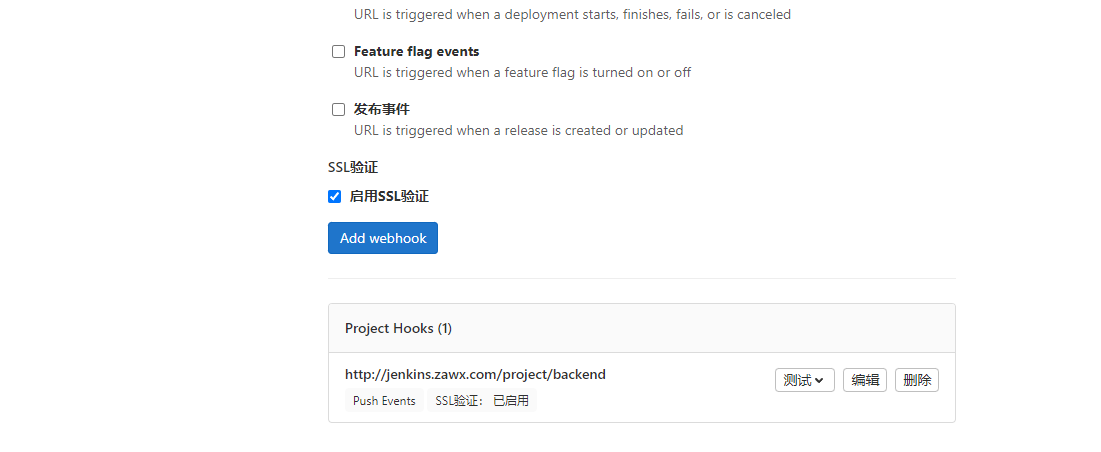 URL is triggered when a deployment starts, finishes, fails, or is canceled
Feature flag events
URL is triggered when a feature flag is turned on or off
发布事件
URL is triggered when a release is created or updated
SSL验证
启用SSL验证
Add webhook
Project Hooks (1)
http://jenkins.zawx.com/project/backend
测试 编辑 删除
Push Events SSL验证： 已启用